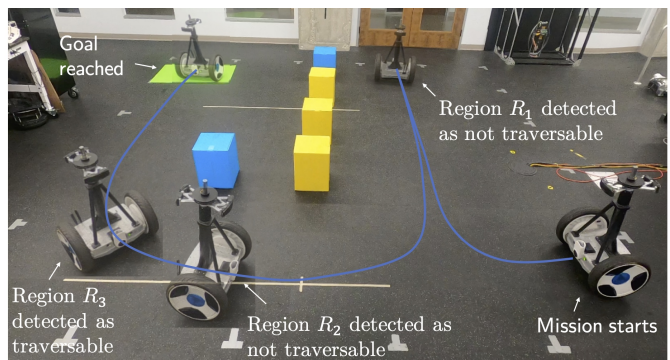 Goal
reached
Region R1 detected
as not traversable
Region R3
detected as
traversable
Region R2 detected as
not traversable
Mission starts